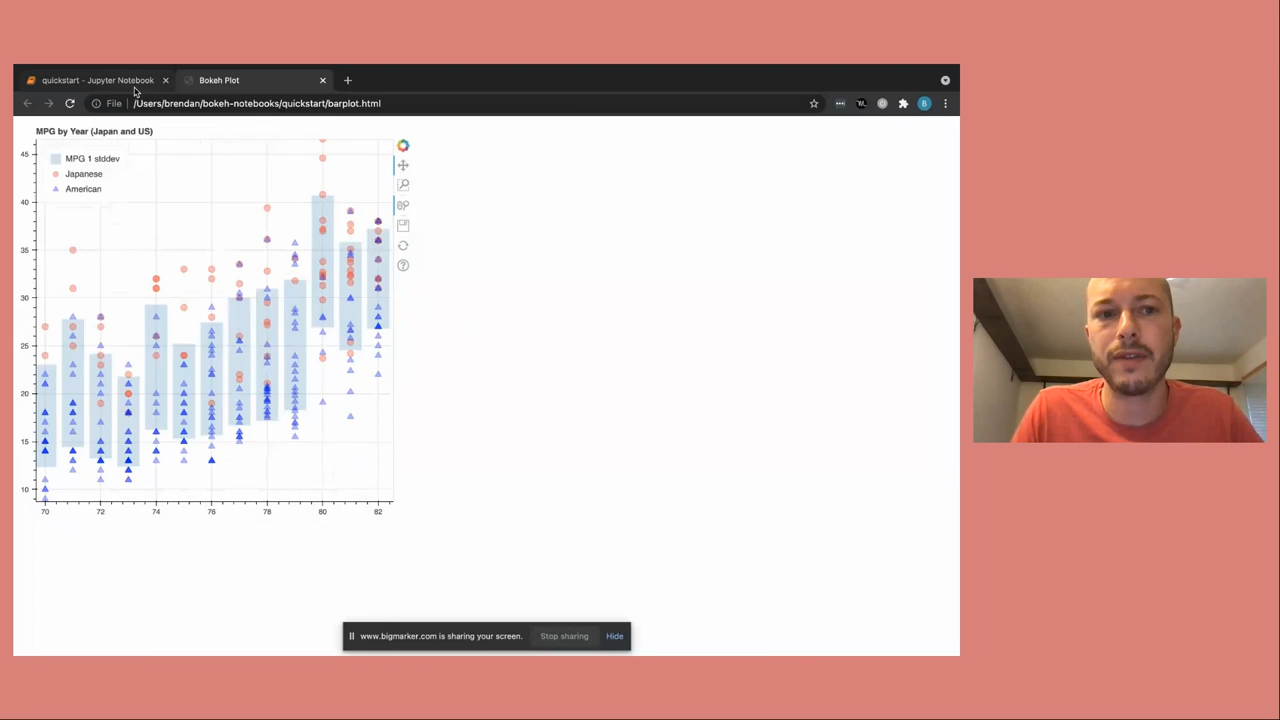 quickstart - Jupyter Notebook
Bokeh Plot
File
/Users/brendan/bokeh-notebooks/quickstart/barplot.html
B
MPG by Year (Japan and US)
MPG 1 stddev
Japanese
American
45
40
35
30
25
20
15
10
70 72 74 76 78 80 82
www.bigmarker.com is sharing your screen.
Stop sharing
Hide